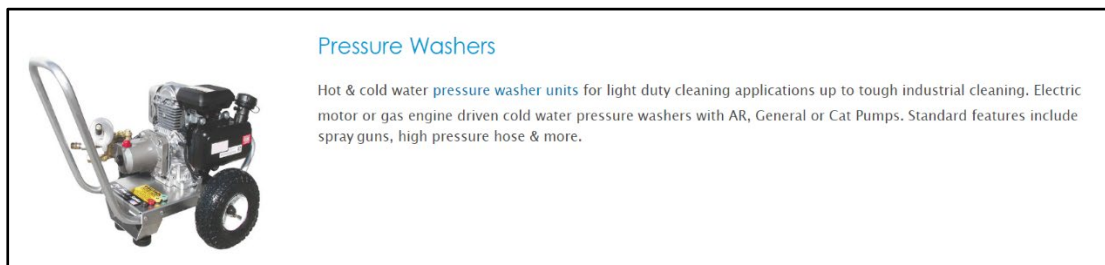 Pressure Washers
Hot & cold water pressure washer units for light duty cleaning applications up to tough industrial cleaning. Electric
motor or gas engine driven cold water pressure washers with AR, General or Cat Pumps. Standard features include
spray guns, high pressure hose & more.